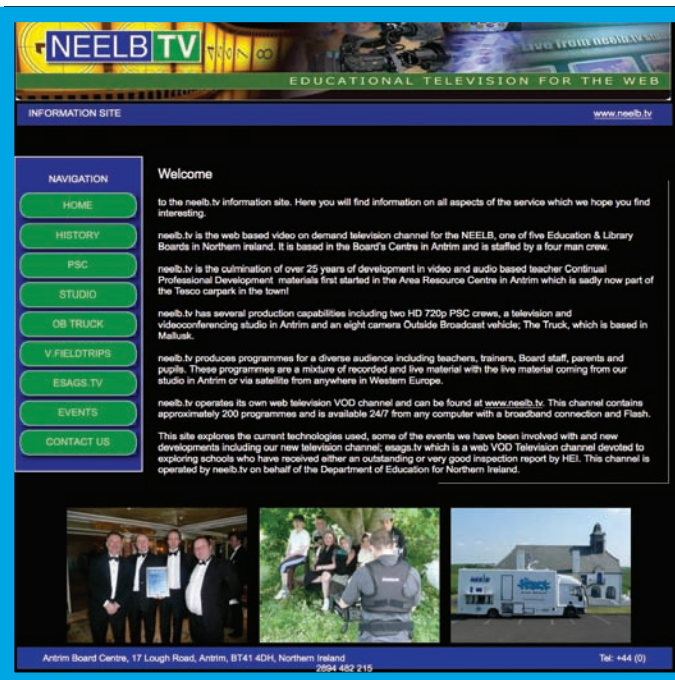 NEELB TV
Live from neelb.tv studio
EDUCATIONAL TELEVISION FOR THE WEB
INFORMATION SITE
www.neelb.tv
NAVIGATION
HOME
HISTORY
PSC
STUDIO
OB TRUCK
V.FIELDTRIPS
ESAGS.TV
EVENTS
CONTACT US
Welcome
to the neelb.tv information site. Here you will find information on all aspects of the service which we hope you find
interesting.
neelb.tv is the web based video on demand television channel for the NEELB, one of five Education & Library
Boards in Northern ireland. It is based in the Board's Centre in Antrim and is staffed by a four man crew.
neelb.tv is the culmination of over 25 years of development in video and audio based teacher Continual
Professional Development materials first started in the Area Resource Centre in Antrim which is sadly now part of
the Tesco carpark in the town!
neelb.tv has several production capabilities including two HD 720p PSC crews, a television and
videoconferencing studio in Antrim and an eight camera Outside Broadcast vehicle; The Truck, which is based in
Mallusk.
neelb.tv produces programmes for a diverse audience including teachers, trainers, Board staff, parents and
pupils. These programmes are a mixture of recorded and live material with the live material coming from our
studio in Antrim or via satellite from anywhere in Western Europe.
neelb.tv operates its own web television VOD channel and can be found at www.neelb.tv. This channel contains
approximately 200 programmes and is available 24/7 from any computer with a broadband connection and Flash.
This site explores the current technologies used, some of the events we have been involved with and new
developments including our new television channel; esags.tv which is a web VOD Television channel devoted to
exploring schools who have received either an outstanding or very good inspection report by HEI. This channel is
operated by neelb.tv on behalf of the Department of Education for Northern Ireland.
NEELB
Antrim Board Centre, 17 Lough Road, Antrim, BT41 4DH, Northern Ireland
Tel: +44 (0)
2894 482 215